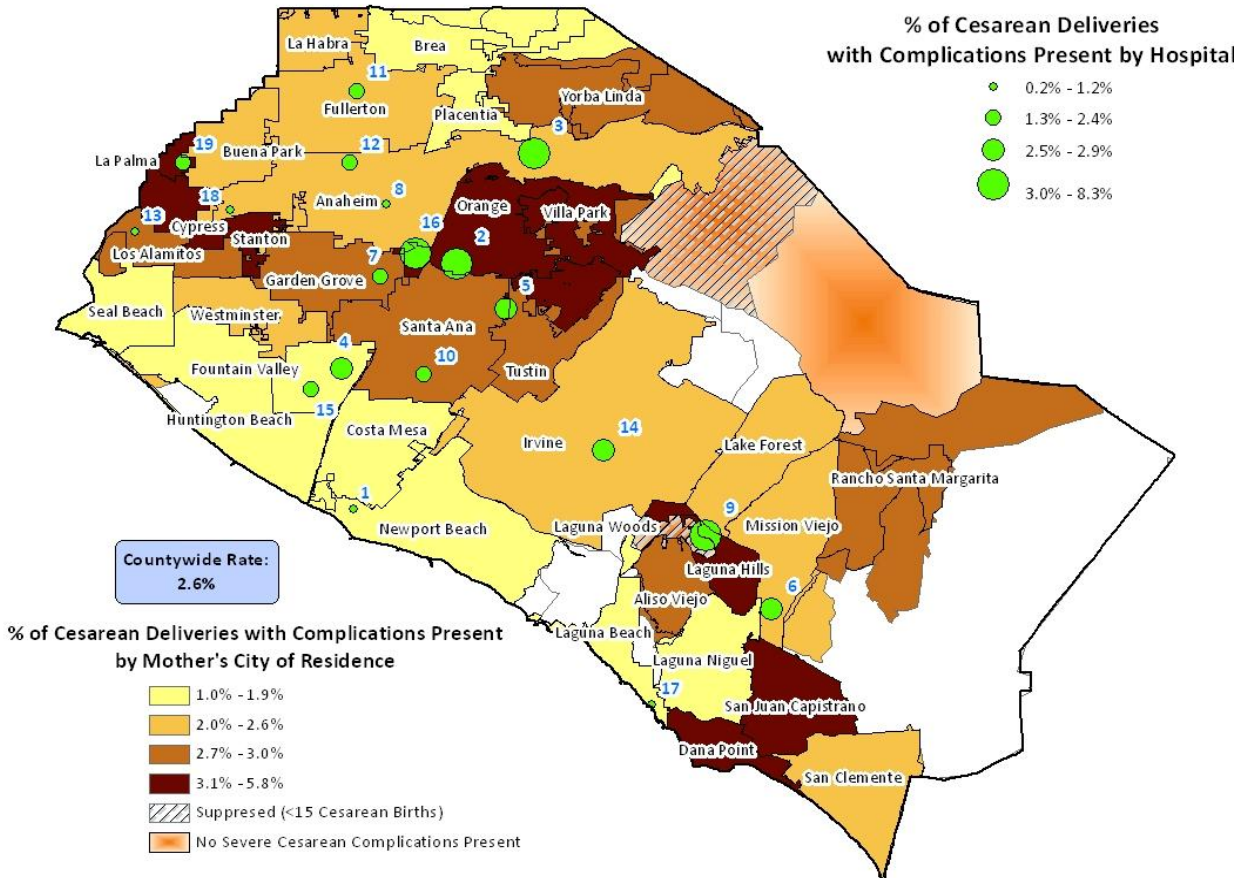 % of Cesarean Deliveries
with Complications Present by Hospital
0.2% - 1.2%
1.3% - 2.4%
2.5% - 2.9%
3.0% - 8.3%
La Habra
Brea
11
Fullerton
Placentia
Yorba Linda
3
19
La Palma
Buena Park
12
18
Anaheim
8
Orange
Villa Park
13
Cypress
Stanton
16
2
Los Alamitos
7
Garden Grove
5
Seal Beach
Westminster
Santa Ana
4
10
Fountain Valley
Tustin
15
Huntington Beach
Costa Mesa
Irvine
14
Lake Forest
Rancho Santa Margarita
1
Newport Beach
Laguna Woods
9
Mission Viejo
Laguna Hills
Aliso Viejo
6
Laguna Beach
Laguna Niguel
17
San Juan Capistrano
Dana Point
San Clemente
Countywide Rate:
2.6%
% of Cesarean Deliveries with Complications Present
by Mother's City of Residence
1.0% - 1.9%
2.0% - 2.6%
2.7% - 3.0%
3.1% - 5.8%
Suppresed (<15 Cesarean Births)
No Severe Cesarean Complications Present